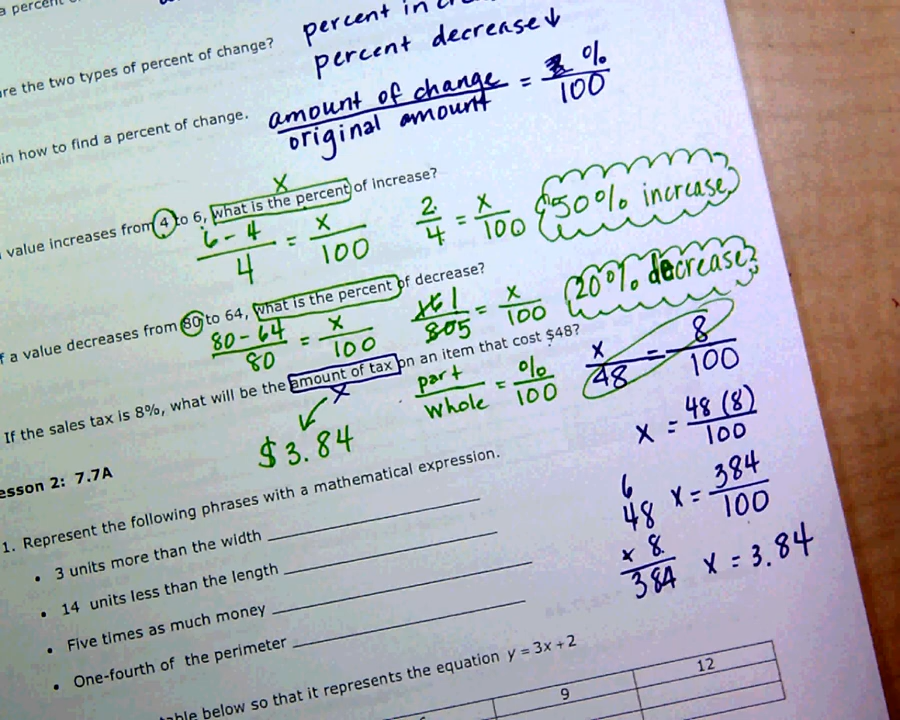 a percent
percent in
are the two types of percent of change?
percent decrease ↓
in how to find a percent of change.
amount of change / original amount = % / 100
value increases from 4 to 6, what is the percent of increase?
x
6 - 4 / 4 = x / 100
2 / 4 = x / 100
50% increase
f a value decreases from 80 to 64, what is the percent of decrease?
80 - 64 / 80 = x / 100
161 / 805 = x / 100
20% decrease
If the sales tax is 8%, what will be the amount of tax on an item that cost $48?
x
$3.84
part / whole = % / 100
x / 48 = 8 / 100
x = 48 (8) / 100
x = 384 / 100
6
48
x 8
384
x = 3.84
esson 2: 7.7A
1. Represent the following phrases with a mathematical expression.
• 3 units more than the width
• 14 units less than the length
• Five times as much money
• One-fourth of the perimeter
table below so that it represents the equation y = 3x + 2
9 12